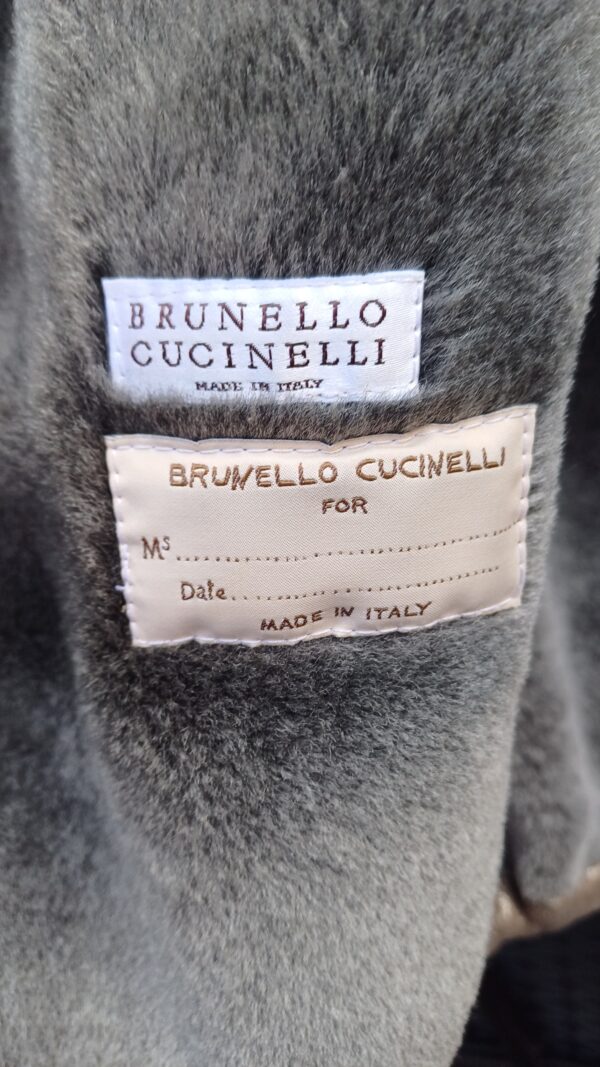 BRUNELLO
CUCINELLI
MADE IN ITALY
BRUNELLO CUCINELLI
FOR
Ms......................................................
Date..........................................
MADE IN ITALY